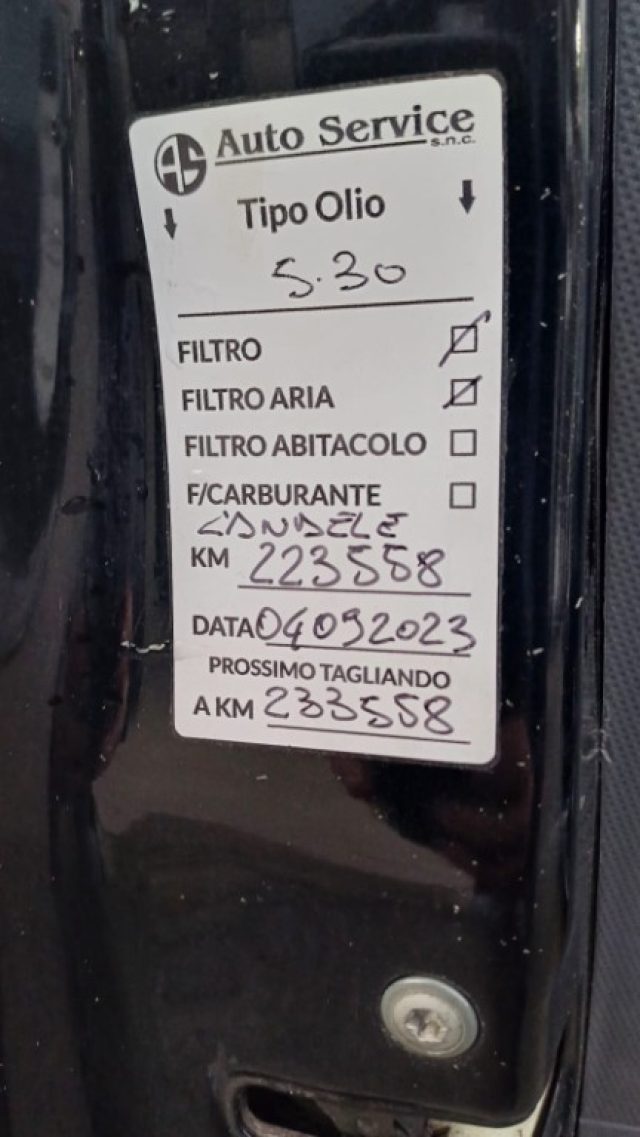 AS Auto Service
s.n.c.
Tipo Olio
5.30
FILTRO
FILTRO ARIA
FILTRO ABITACOLO
F/CARBURANTE
CANDELE
KM 223558
DATA 04092023
PROSSIMO TAGLIANDO
A KM 233558